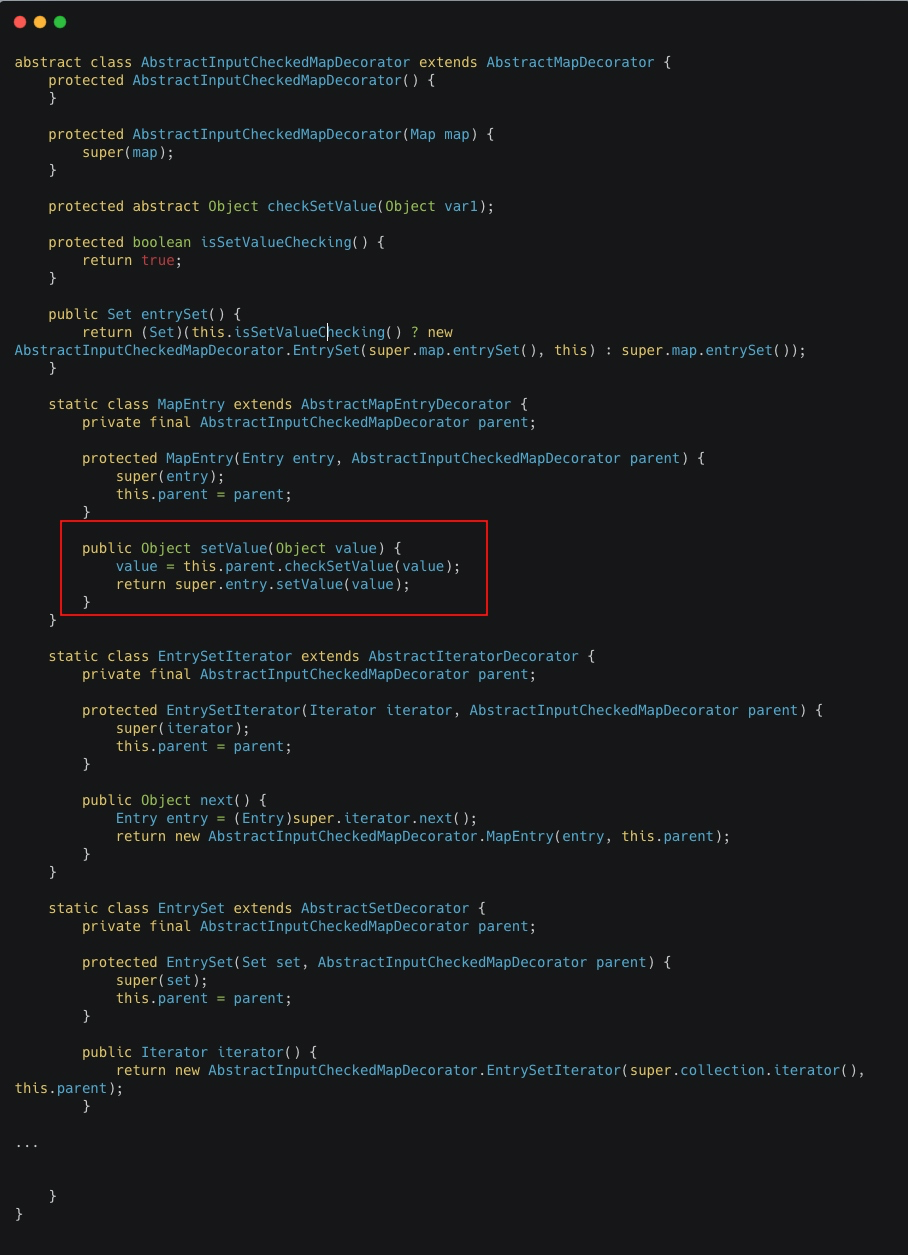 abstract class AbstractInputCheckedMapDecorator extends AbstractMapDecorator {
    protected AbstractInputCheckedMapDecorator() {
    }

    protected AbstractInputCheckedMapDecorator(Map map) {
        super(map);
    }

    protected abstract Object checkSetValue(Object var1);

    protected boolean isSetValueChecking() {
        return true;
    }

    public Set entrySet() {
        return (Set)(this.isSetValueChecking() ? new
AbstractInputCheckedMapDecorator.EntrySet(super.map.entrySet(), this) : super.map.entrySet());
    }

    static class MapEntry extends AbstractMapEntryDecorator {
        private final AbstractInputCheckedMapDecorator parent;

        protected MapEntry(Entry entry, AbstractInputCheckedMapDecorator parent) {
            super(entry);
            this.parent = parent;
        }

        public Object setValue(Object value) {
            value = this.parent.checkSetValue(value);
            return super.entry.setValue(value);
        }
    }

    static class EntrySetIterator extends AbstractIteratorDecorator {
        private final AbstractInputCheckedMapDecorator parent;

        protected EntrySetIterator(Iterator iterator, AbstractInputCheckedMapDecorator parent) {
            super(iterator);
            this.parent = parent;
        }

        public Object next() {
            Entry entry = (Entry)super.iterator.next();
            return new AbstractInputCheckedMapDecorator.MapEntry(entry, this.parent);
        }
    }

    static class EntrySet extends AbstractSetDecorator {
        private final AbstractInputCheckedMapDecorator parent;

        protected EntrySet(Set set, AbstractInputCheckedMapDecorator parent) {
            super(set);
            this.parent = parent;
        }

        public Iterator iterator() {
            return new AbstractInputCheckedMapDecorator.EntrySetIterator(super.collection.iterator(),
this.parent);
        }

...


    }
}